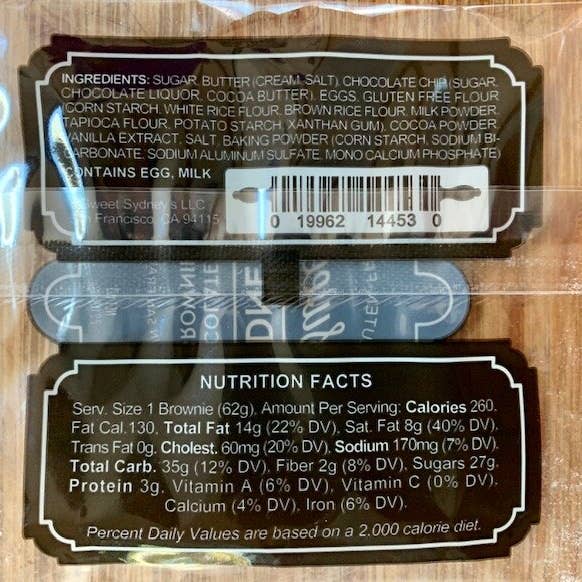 INGREDIENTS: SUGAR, BUTTER (CREAM, SALT), CHOCOLATE CHIP (SUGAR,
CHOCOLATE LIQUOR, COCOA BUTTER), EGGS, GLUTEN FREE FLOUR
(CORN STARCH, WHITE RICE FLOUR, BROWN RICE FLOUR, MILK POWDER,
TAPIOCA FLOUR, POTATO STARCH, XANTHAN GUM), COCOA POWDER,
VANILLA EXTRACT, SALT, BAKING POWDER (CORN STARCH, SODIUM BI-
CARBONATE, SODIUM ALUMINUM SULFATE, MONO CALCIUM PHOSPHATE)
CONTAINS EGG, MILK
Sweet Sydney's LLC
San Francisco, CA 94115
0 19962 14453 0
NUTRITION FACTS
Serv. Size 1 Brownie (62g), Amount Per Serving: Calories 260,
Fat Cal.130, Total Fat 14g (22% DV), Sat. Fat 8g (40% DV),
Trans Fat 0g, Cholest. 60mg (20% DV), Sodium 170mg (7% DV),
Total Carb. 35g (12% DV), Fiber 2g (8% DV), Sugars 27g,
Protein 3g, Vitamin A (6% DV), Vitamin C (0% DV),
Calcium (4% DV), Iron (6% DV).
Percent Daily Values are based on a 2,000 calorie diet.